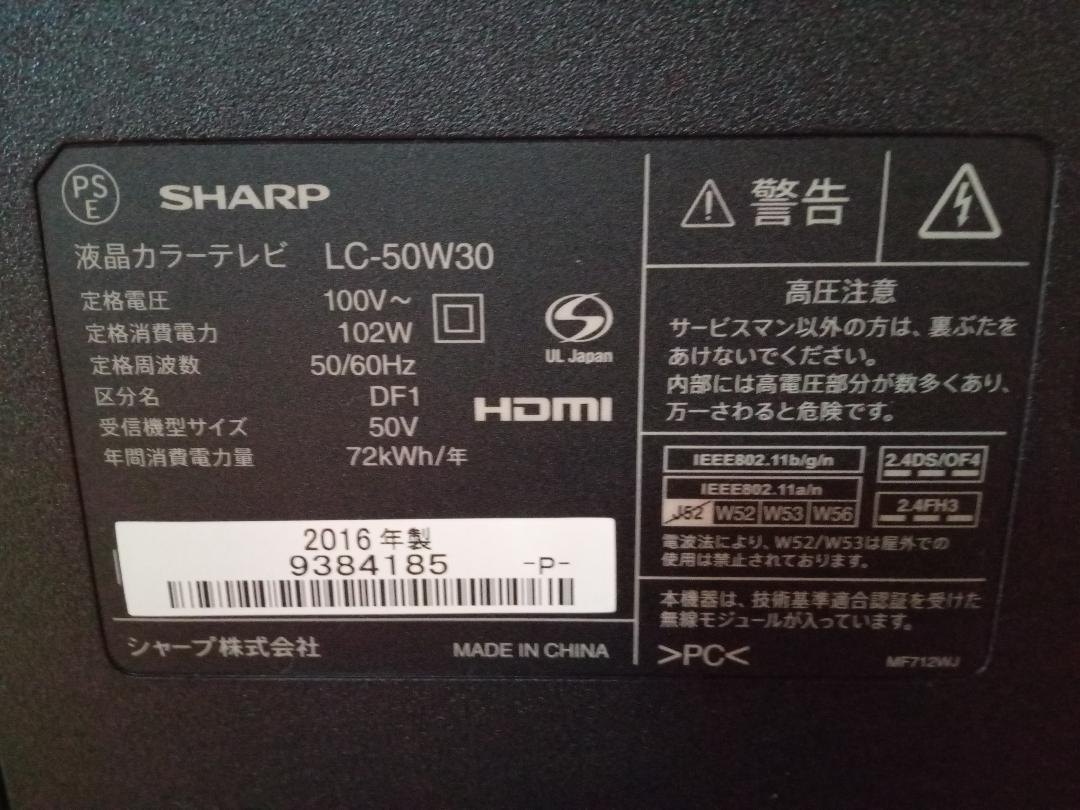 PS
E
SHARP
液晶カラーテレビ LC-50W30
定格電圧 100V～
定格消費電力 102W
定格周波数 50/60Hz
区分名 DF1
受信機型サイズ 50V
年間消費電力量 72kWh/年
UL Japan
HDMI
2016 年製
9384185 -P-
シャープ株式会社 MADE IN CHINA
警告
高圧注意
サービスマン以外の方は、裏ぶたを
あけないでください。
内部には高電圧部分が数多くあり、
万一さわると危険です。
IEEE802.11b/g/n
2.4DS/OF4
IEEE802.11a/n
J52 W52 W53 W56
2.4FH3
電波法により、W52/W53は屋外での
使用は禁止されております。
本機器は、技術基準適合認証を受けた
無線モジュールが入っています。
>PC< MF712WJ